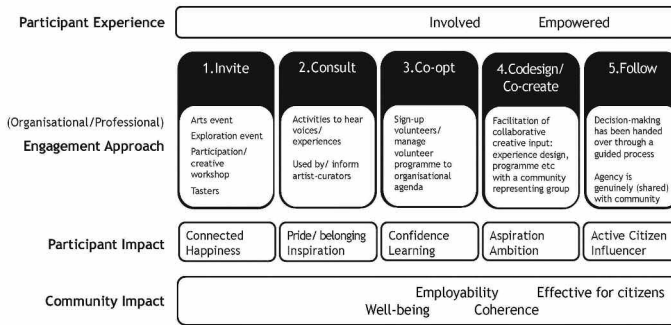 Participant Experience
Involved Empowered
1.Invite
Arts event
Exploration event
Participation/
creative
workshop
Tasters
2.Consult
Activities to hear
voices/
experiences
Used by/ inform
artist-curators
3.Co-opt
Sign-up
volunteers/
manage
volunteer
programme to
organisational
agenda
4.Codesign/
Co-create
Facilitation of
collaborative
creative input:
experience design,
programme etc
with a community
representing group
5.Follow
Decision-making
has been handed
over through a
guided process
Agency is
genuinely (shared)
with community
(Organisational/Professional)
Engagement Approach
Participant Impact
Connected
Happiness
Pride/ belonging
Inspiration
Confidence
Learning
Aspiration
Ambition
Active Citizen
Influencer
Community Impact
Employability Effective for citizens
Well-being Coherence